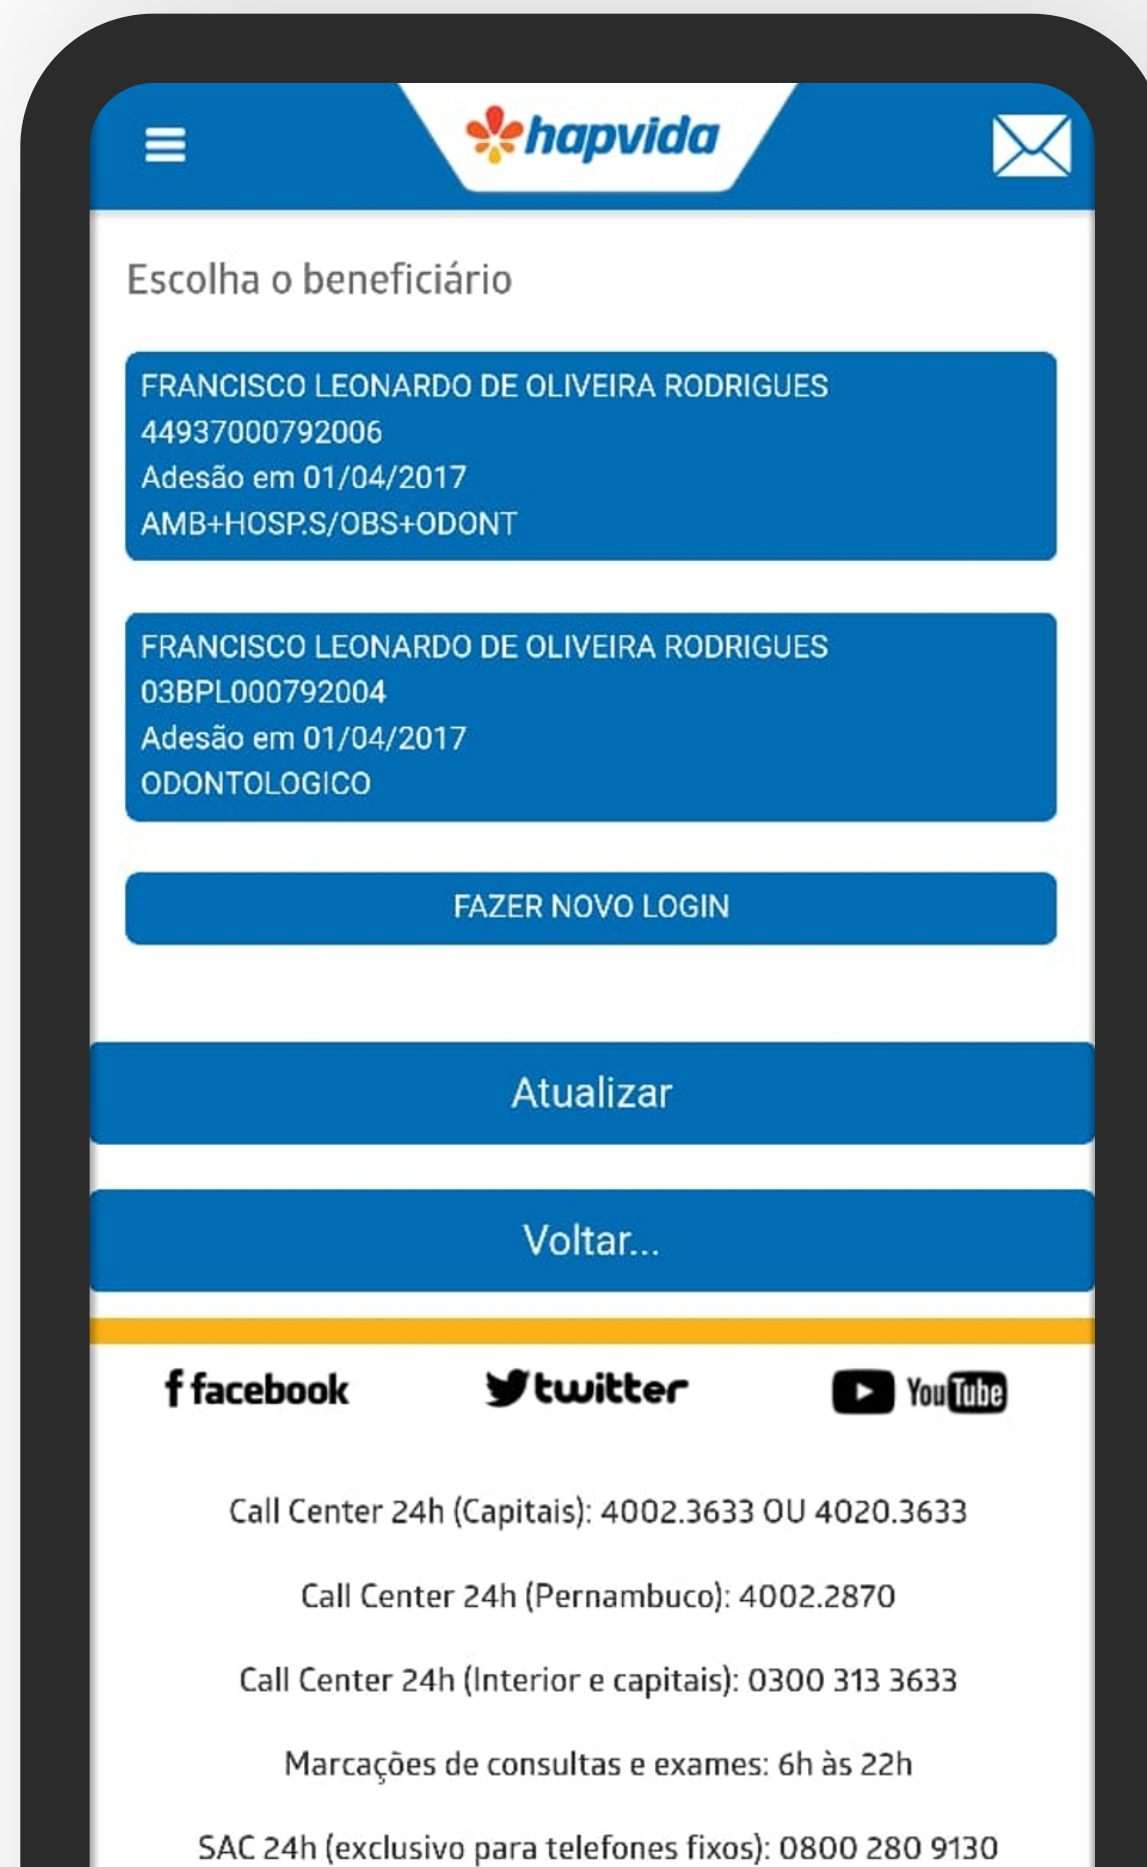 hapvida
Escolha o beneficiário
FRANCISCO LEONARDO DE OLIVEIRA RODRIGUES
44937000792006
Adesão em 01/04/2017
AMB+HOSP.S/OBS+ODONT
FRANCISCO LEONARDO DE OLIVEIRA RODRIGUES
03BPL000792004
Adesão em 01/04/2017
ODONTOLOGICO
FAZER NOVO LOGIN
Atualizar
Voltar...
f facebook twitter YouTube
Call Center 24h (Capitais): 4002.3633 OU 4020.3633
Call Center 24h (Pernambuco): 4002.2870
Call Center 24h (Interior e capitais): 0300 313 3633
Marcações de consultas e exames: 6h às 22h
SAC 24h (exclusivo para telefones fixos): 0800 280 9130